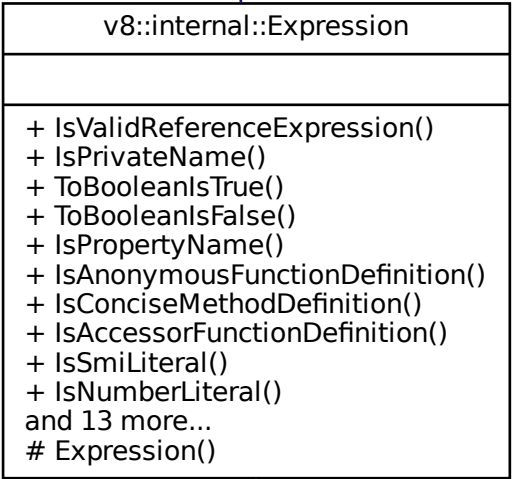 v8::internal::Expression
+ IsValidReferenceExpression()
+ IsPrivateName()
+ ToBooleanIsTrue()
+ ToBooleanIsFalse()
+ IsPropertyName()
+ IsAnonymousFunctionDefinition()
+ IsConciseMethodDefinition()
+ IsAccessorFunctionDefinition()
+ IsSmiLiteral()
+ IsNumberLiteral()
and 13 more...
# Expression()